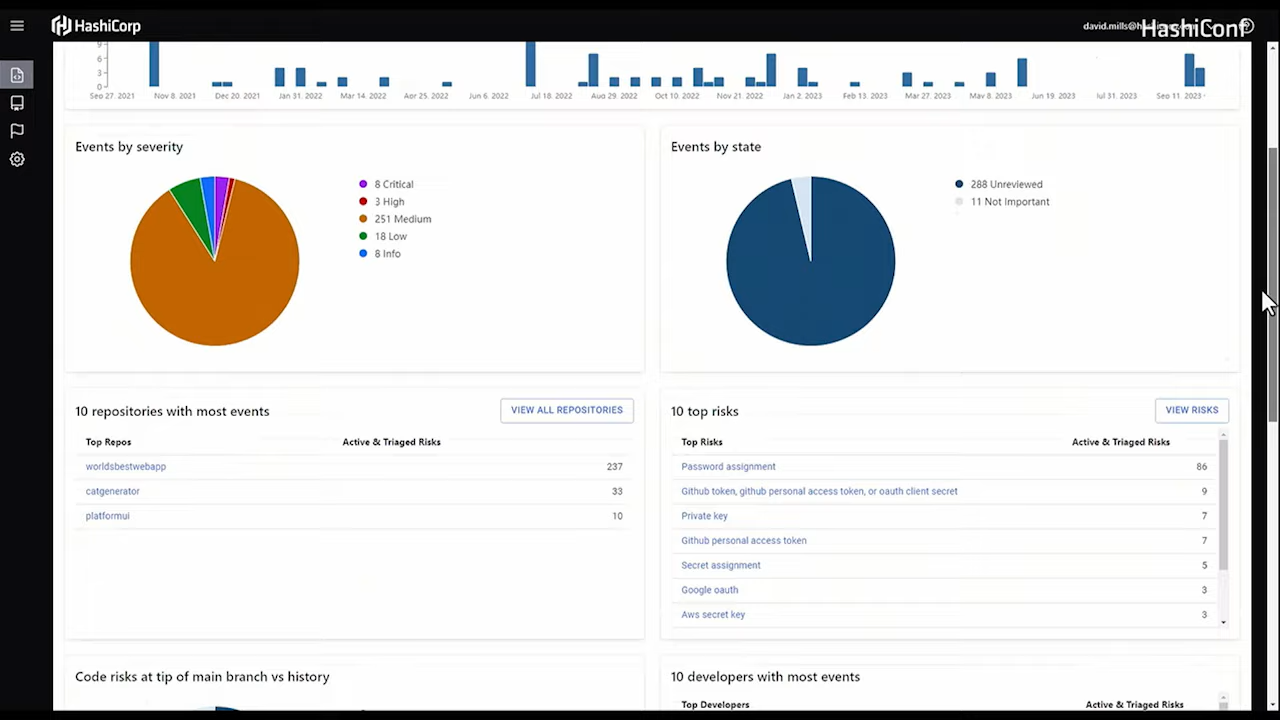 HashiCorp
HashiConf
9
6
3
0
Sep 27. 2021 Nov 8. 2021 Dec 20. 2021 Jan 31. 2022 Mar 14. 2022 Apr 25. 2022 Jun 6. 2022 Jul 18. 2022 Aug 29. 2022 Oct 10. 2022 Nov 21. 2022 Jan 2. 2023 Feb 13. 2023 Mar 27. 2023 May 8. 2023 Jun 19. 2023 Jul 31. 2023 Sep 11. 2023
Events by severity
8 Critical
3 High
251 Medium
18 Low
8 Info
Events by state
288 Unreviewed
11 Not Important
10 repositories with most events VIEW ALL REPOSITORIES
Top Repos Active & Triaged Risks
worldsbestwebapp 237
catgenerator 33
platformui 10
10 top risks VIEW RISKS
Top Risks Active & Triaged Risks
Password assignment 86
Github token, github personal access token, or oauth client secret 9
Private key 7
Github personal access token 7
Secret assignment 5
Google oauth 3
Aws secret key 3
Code risks at tip of main branch vs history
10 developers with most events
Top Developers Active & Triaged Risks